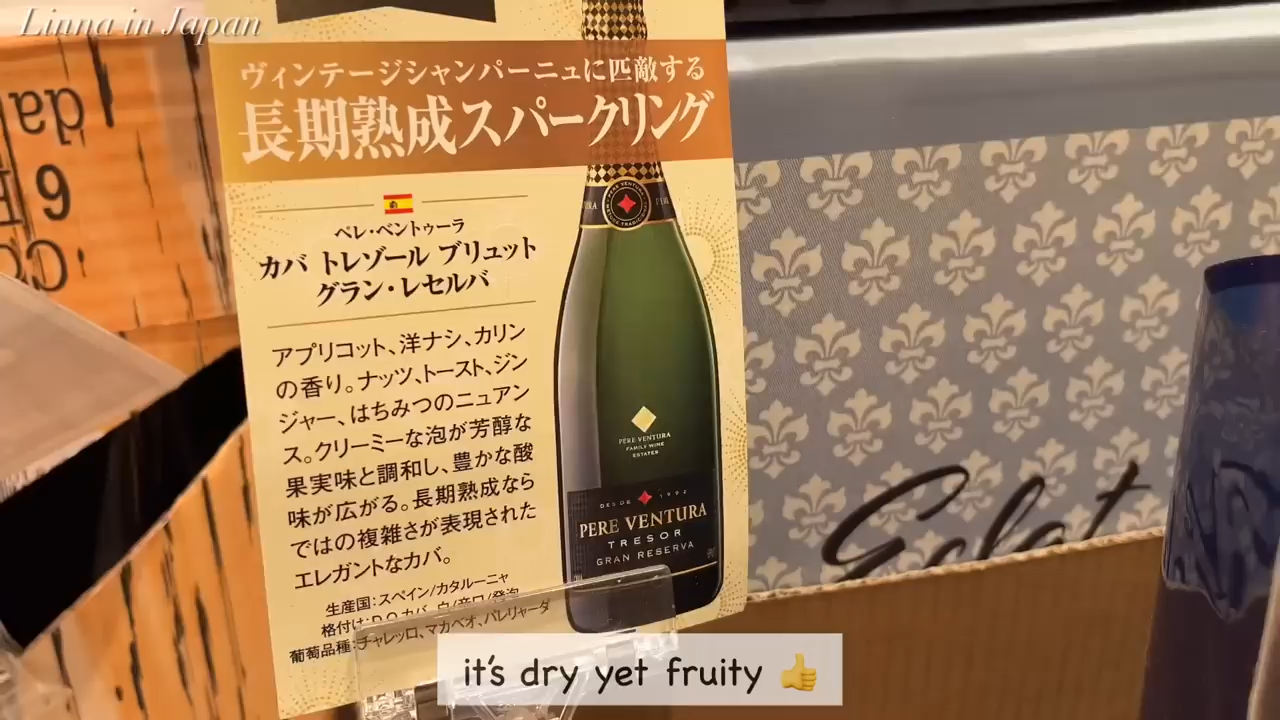 Linna in Japan
ヴィンテージシャンパーニュに匹敵する
長期熟成スパークリング
ペレ・ベントゥーラ
カバ トレゾール ブリュット
グラン・レセルバ
アプリコット、洋ナシ、カリン
の香り。ナッツ、トースト、ジン
ジャー、はちみつのニュアン
ス。クリーミーな泡が芳醇な
果実味と調和し、豊かな酸
味が広がる。長期熟成なら
ではの複雑さが表現された
エレガントなカバ。
生産国:スペイン/カタルーニャ
格付け:D.O.カバ 白/辛口/発泡
葡萄品種:チャレッロ、マカベオ、パレリャーダ
PERE VENTURA
FAMILY WINE
ESTATES
DESDE 1992
PERE VENTURA
TRESOR
GRAN RESERVA
it's dry yet fruity 👍